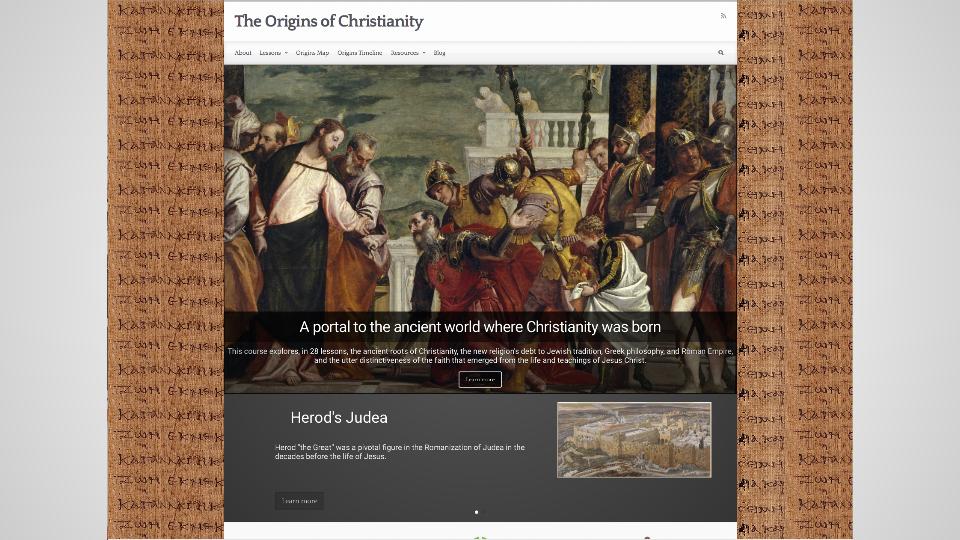 The Origins of Christianity
About Lessons Origins Map Origins Timeline Resources Blog
A portal to the ancient world where Christianity was born
This course explores, in 28 lessons, the ancient roots of Christianity, the new religion's debt to Jewish tradition, Greek philosophy, and Roman Empire,
and the utter distinctiveness of the faith that emerged from the life and teachings of Jesus Christ.
Learn more
Herod's Judea
Herod "the Great" was a pivotal figure in the Romanization of Judea in the
decades before the life of Jesus.
Learn more